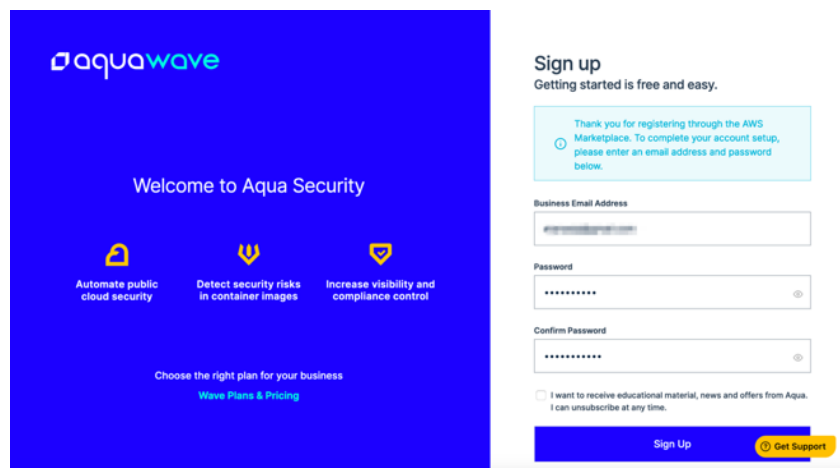 aquawave
Welcome to Aqua Security
Automate public
cloud security
Detect security risks
in container images
Increase visibility and
compliance control
Choose the right plan for your business
Wave Plans & Pricing
Sign up
Getting started is free and easy.
Thank you for registering through the AWS
Marketplace. To complete your account setup,
please enter an email address and password
below.
Business Email Address
Password
••••••••••
Confirm Password
•••••••••••
I want to receive educational material, news and offers from Aqua.
I can unsubscribe at any time.
Sign Up
Get Support